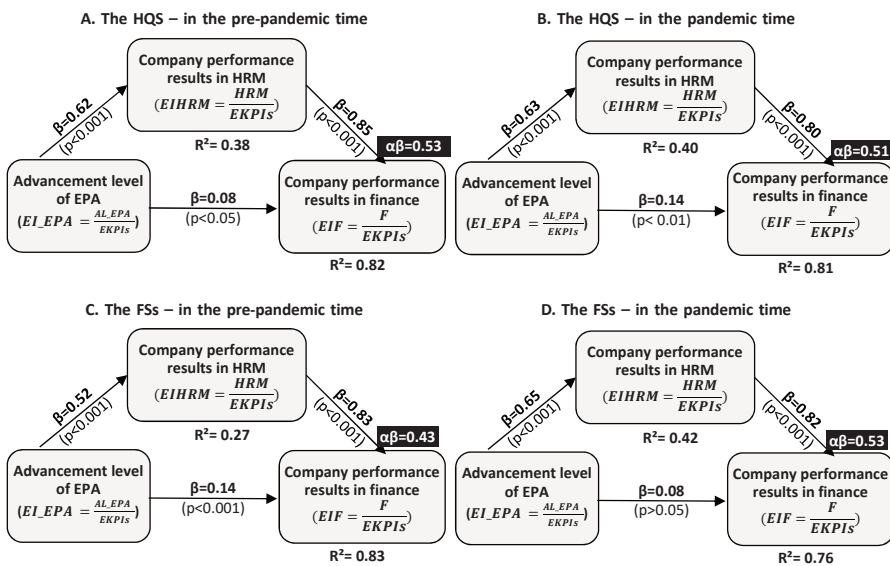 A. The HQS – in the pre-pandemic time
Company performance
results in HRM
(EIHRM = HRM/EKPIs)
R²= 0.38
β=0.62
(p<0.001)
β=0.85
(p<0.001)
αβ=0.53
Advancement level
of EPA
(EI_EPA = AL_EPA/EKPIs)
β=0.08
(p<0.05)
Company performance
results in finance
(EIF = F/EKPIs)
R²= 0.82
B. The HQS – in the pandemic time
Company performance
results in HRM
(EIHRM = HRM/EKPIs)
R²= 0.40
β=0.63
(p<0.001)
β=0.80
(p<0.001)
αβ=0.51
Advancement level
of EPA
(EI_EPA = AL_EPA/EKPIs)
β=0.14
(p< 0.01)
Company performance
results in finance
(EIF = F/EKPIs)
R²= 0.81
C. The FSs – in the pre-pandemic time
Company performance
results in HRM
(EIHRM = HRM/EKPIs)
R²= 0.27
β=0.52
(p<0.001)
β=0.83
(p<0.001)
αβ=0.43
Advancement level
of EPA
(EI_EPA = AL_EPA/EKPIs)
β=0.14
(p<0.001)
Company performance
results in finance
(EIF = F/EKPIs)
R²= 0.83
D. The FSs – in the pandemic time
Company performance
results in HRM
(EIHRM = HRM/EKPIs)
R²= 0.42
β=0.65
(p<0.001)
β=0.82
(p<0.001)
αβ=0.53
Advancement level
of EPA
(EI_EPA = AL_EPA/EKPIs)
β=0.08
(p>0.05)
Company performance
results in finance
(EIF = F/EKPIs)
R²= 0.76